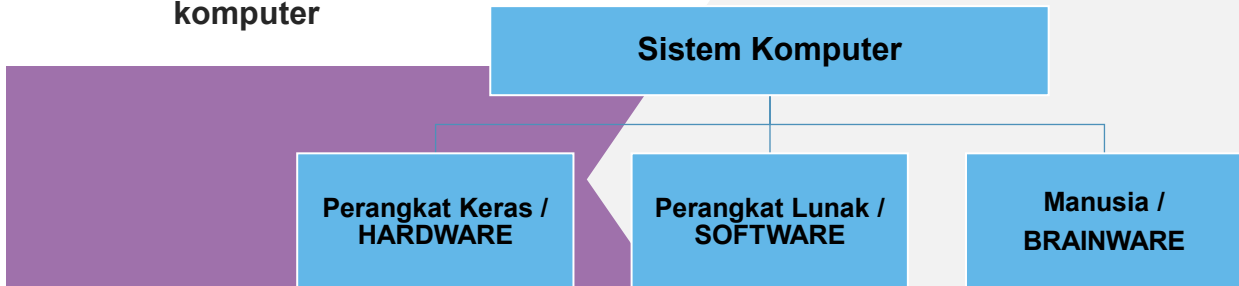 komputer
Sistem Komputer
Perangkat Keras /
HARDWARE
Perangkat Lunak /
SOFTWARE
Manusia /
BRAINWARE